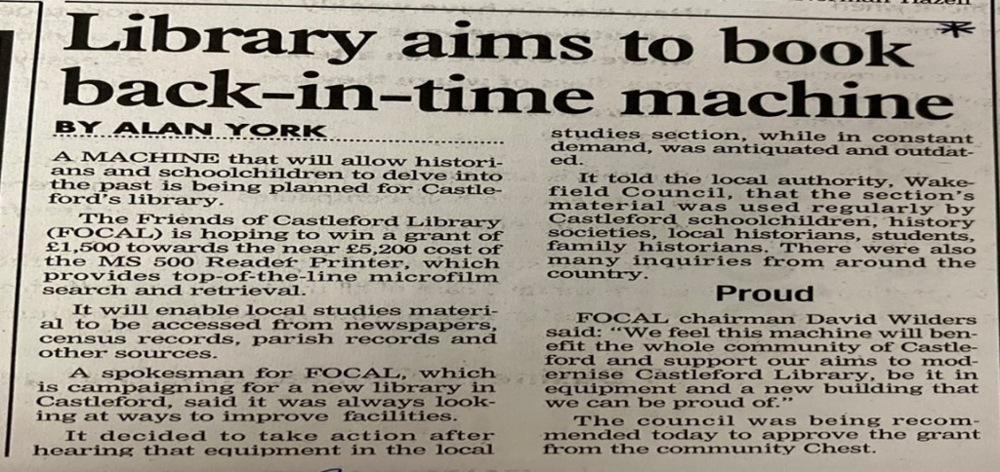 Library aims to book *
back-in-time machine
BY ALAN YORK
A MACHINE that will allow histori-
ans and schoolchildren to delve into
the past is being planned for Castle-
ford's library.
The Friends of Castleford Library
(FOCAL) is hoping to win a grant of
£1,500 towards the near £5,200 cost of
the MS 500 Reader Printer, which
provides top-of-the-line microfilm
search and retrieval.
It will enable local studies materi-
al to be accessed from newspapers,
census records, parish records and
other sources.
A spokesman for FOCAL, which
is campaigning for a new library in
Castleford, said it was always look-
ing at ways to improve facilities.
It decided to take action after
hearing that equipment in the local
studies section, while in constant
demand, was antiquated and outdat-
ed.
It told the local authority, Wake-
field Council, that the section's
material was used regularly by
Castleford schoolchildren, history
societies, local historians, students,
family historians. There were also
many inquiries from around the
country.
Proud
FOCAL chairman David Wilders
said: “We feel this machine will ben-
efit the whole community of Castle-
ford and support our aims to mod-
ernise Castleford Library, be it in
equipment and a new building that
we can be proud of.”
The council was being recom-
mended today to approve the grant
from the community Chest.